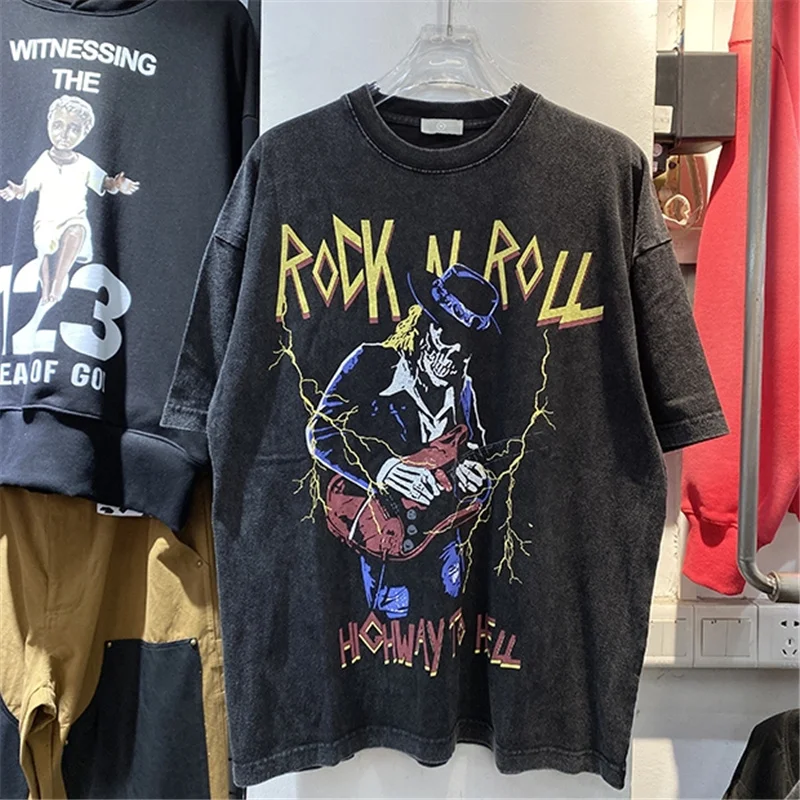 WITNESSING
THE
123
EAOF GO
ROCK N ROLL
HIGHWAY TO HELL